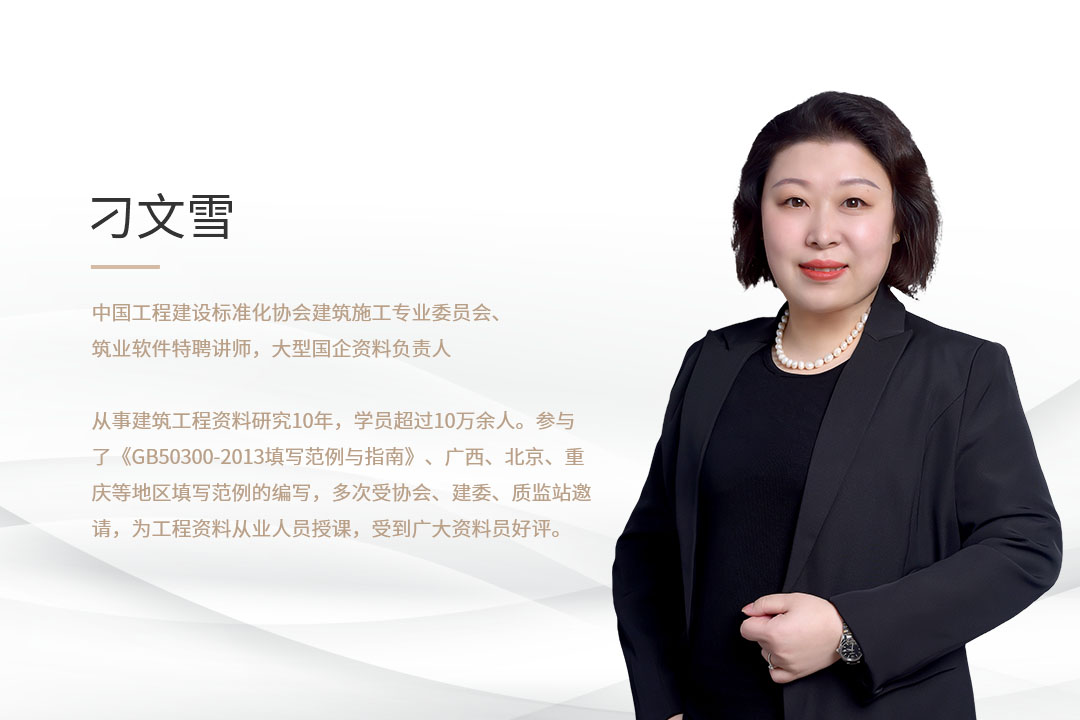 刁文雪
中国工程建设标准化协会建筑施工专业委员会、
筑业软件特聘讲师，大型国企资料负责人
从事建筑工程资料研究10年，学员超过10万余人。参与
了《GB50300-2013填写范例与指南》、广西、北京、重
庆等地区填写范例的编写，多次受协会、建委、质监站邀
请，为工程资料从业人员授课，受到广大资料员好评。